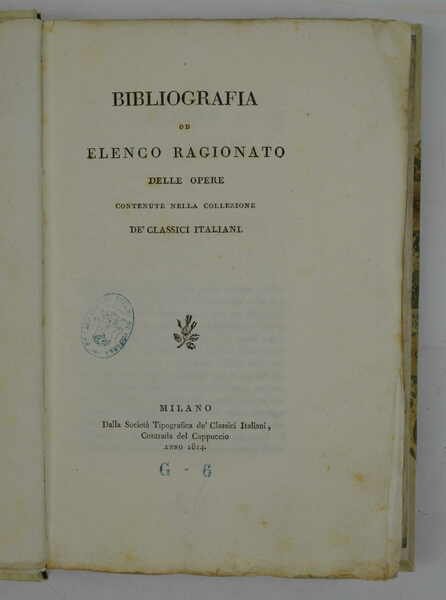 BIBLIOGRAFIA
OD
ELENCO RAGIONATO
DELLE OPERE
CONTENUTE NELLA COLLEZIONE
DE' CLASSICI ITALIANI.
MILANO
Dalla Società Tipografica de' Classici Italiani,
Contrada del Cappuccio
ANNO 1814.
G - 6